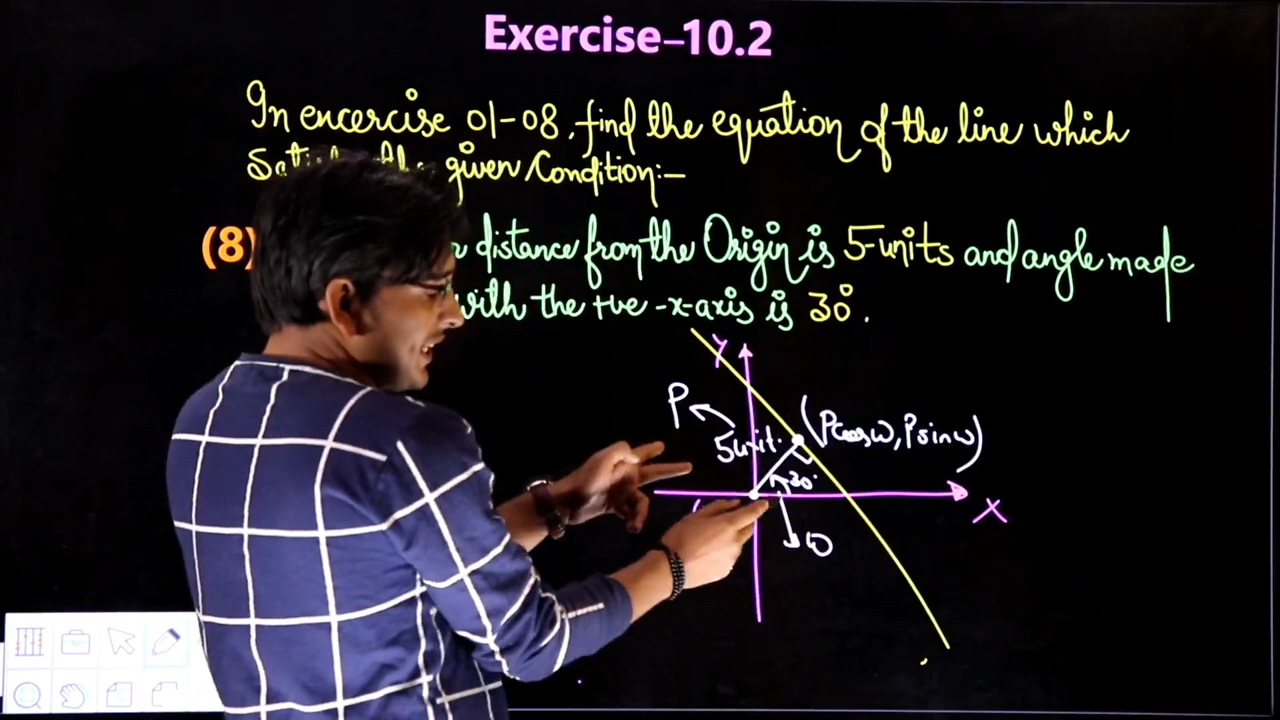 Exercise-10.2
In encercise 01-08, find the equation of the line which
given Condition:-
(8) distance from the Origin is 5-units and angle made
with the +ve -x-axis is 30°.
Y
P
(Pcosω, Psinω)
5unit.
30°
X
ω